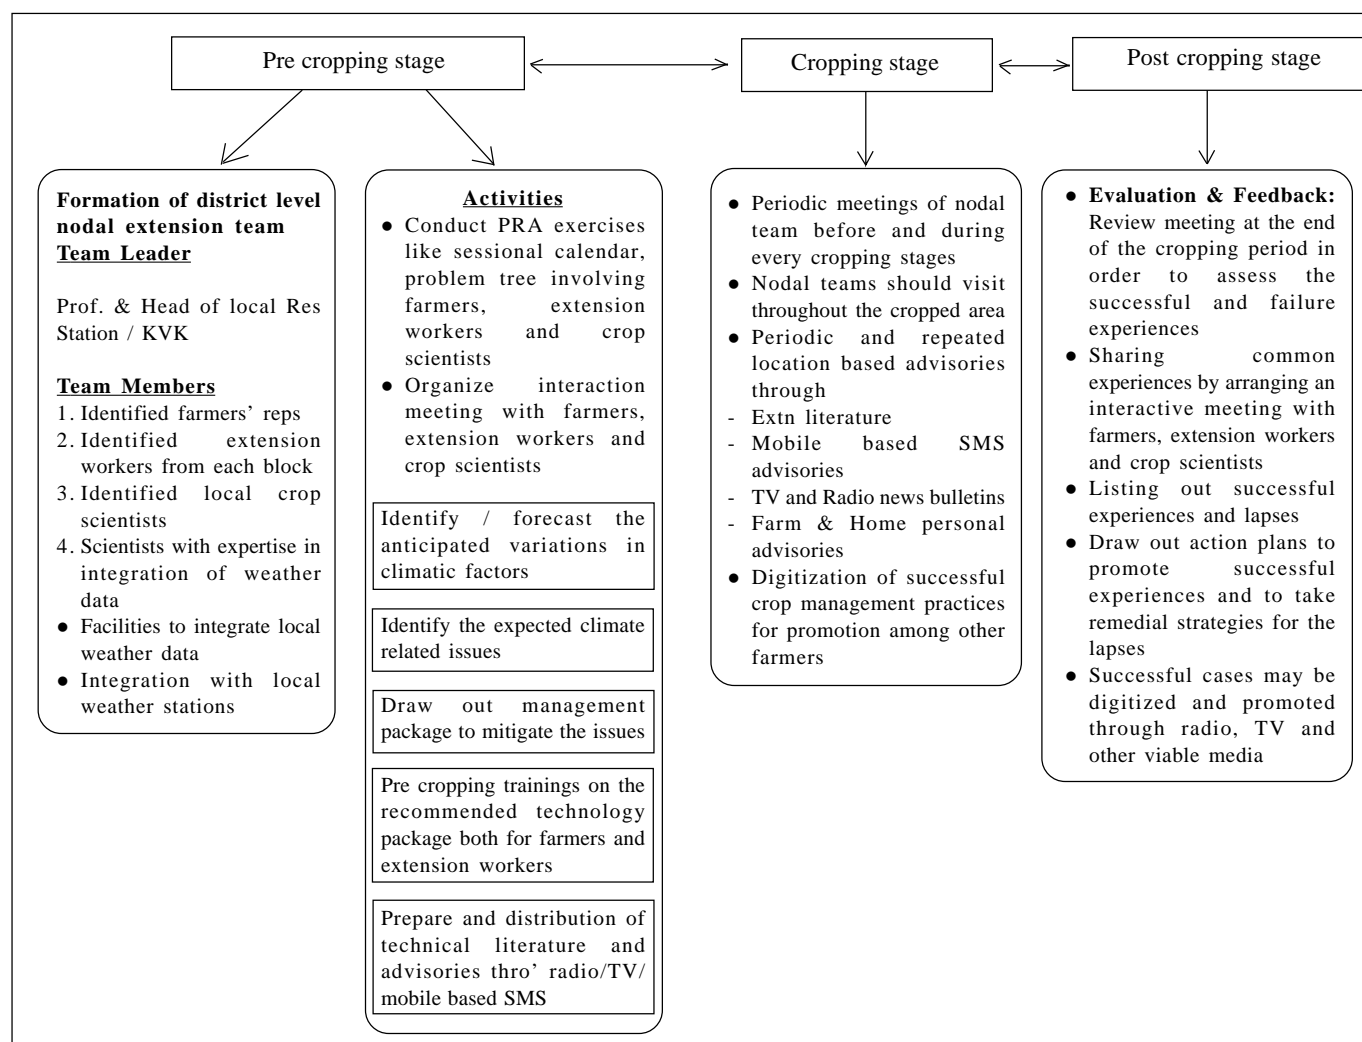 Pre cropping stage
Cropping stage
Post cropping stage
Formation of district level
nodal extension team
Team Leader
Prof. & Head of local Res
Station / KVK
Team Members
1. Identified farmers’ reps
2. Identified extension
workers from each block
3. Identified local crop
scientists
4. Scientists with expertise in
integration of weather
data
● Facilities to integrate local
weather data
● Integration with local
weather stations
Activities
● Conduct PRA exercises
like sessional calendar,
problem tree involving
farmers, extension
workers and crop
scientists
● Organize interaction
meeting with farmers,
extension workers and
crop scientists
Identify / forecast the
anticipated variations in
climatic factors
Identify the expected climate
related issues
Draw out management
package to mitigate the issues
Pre cropping trainings on the
recommended technology
package both for farmers and
extension workers
Prepare and distribution of
technical literature and
advisories thro’ radio/TV/
mobile based SMS
● Periodic meetings of nodal
team before and during
every cropping stages
● Nodal teams should visit
throughout the cropped area
● Periodic and repeated
location based advisories
through
- Extn literature
- Mobile based SMS
advisories
- TV and Radio news bulletins
- Farm & Home personal
advisories
● Digitization of successful
crop management practices
for promotion among other
farmers
● Evaluation & Feedback:
Review meeting at the end
of the cropping period in
order to assess the
successful and failure
experiences
● Sharing common
experiences by arranging an
interactive meeting with
farmers, extension workers
and crop scientists
● Listing out successful
experiences and lapses
● Draw out action plans to
promote successful
experiences and to take
remedial strategies for the
lapses
● Successful cases may be
digitized and promoted
through radio, TV and
other viable media